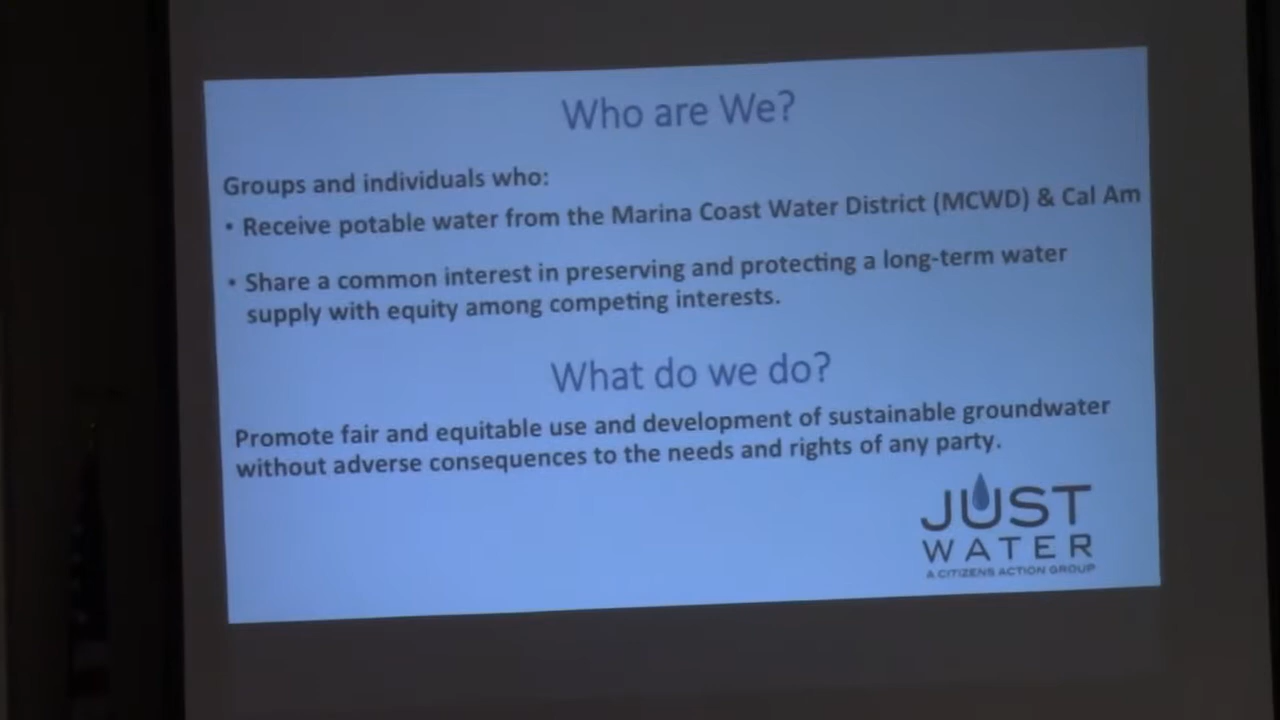 Who are We?
Groups and individuals who:
• Receive potable water from the Marina Coast Water District (MCWD) & Cal Am
• Share a common interest in preserving and protecting a long-term water
supply with equity among competing interests.
What do we do?
Promote fair and equitable use and development of sustainable groundwater
without adverse consequences to the needs and rights of any party.
JUST
WATER
A CITIZENS ACTION GROUP